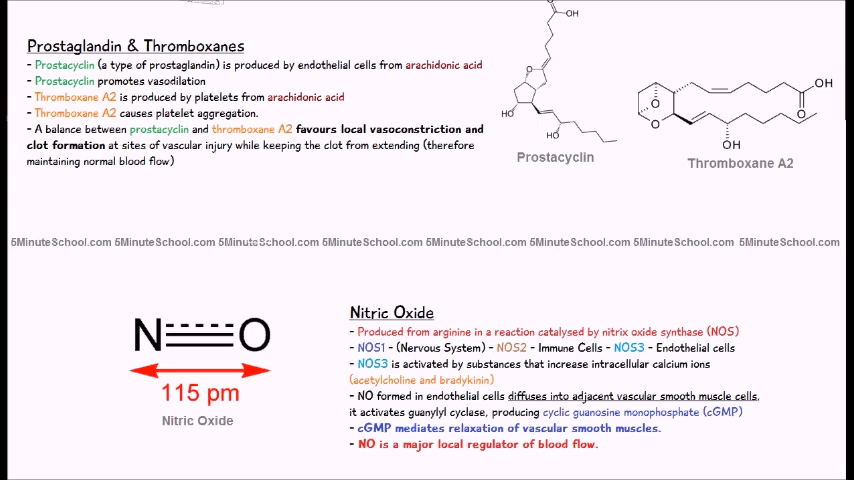 Prostaglandin & Thromboxanes
- Prostacyclin (a type of prostaglandin) is produced by endothelial cells from arachidonic acid
- Prostacyclin promotes vasodilation
- Thromboxane A2 is produced by platelets from arachidonic acid
- Thromboxane A2 causes platelet aggregation.
- A balance between prostacyclin and thromboxane A2 favours local vasoconstriction and
clot formation at sites of vascular injury while keeping the clot from extending (therefore
maintaining normal blood flow)
O
OH
O
HO
HO
Prostacyclin
O
O
OH
O
OH
Thromboxane A2
5MinuteSchool.com 5MinuteSchool.com 5MinuteSchool.com 5MinuteSchool.com 5MinuteSchool.com 5MinuteSchool.com 5MinuteSchool.com 5MinuteSchool.com
N O
115 pm
Nitric Oxide
Nitric Oxide
- Produced from arginine in a reaction catalysed by nitrix oxide synthase (NOS)
- NOS1 - (Nervous System) - NOS2 - Immune Cells - NOS3 - Endothelial cells
- NOS3 is activated by substances that increase intracellular calcium ions
(acetylcholine and bradykinin)
- NO formed in endothelial cells diffuses into adjacent vascular smooth muscle cells,
it activates guanylyl cyclase, producing cyclic guanosine monophosphate (cGMP)
- cGMP mediates relaxation of vascular smooth muscles.
- NO is a major local regulator of blood flow.